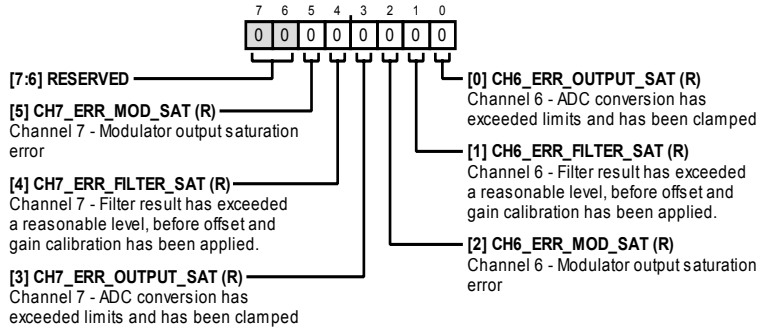 7 6 5 4 3 2 1 0
0 0 0 0 0 0 0 0
[7:6] RESERVED
[5] CH7_ERR_MOD_SAT (R)
Channel 7 - Modulator output saturation
error
[4] CH7_ERR_FILTER_SAT (R)
Channel 7 - Filter result has exceeded
a reasonable level, before offset and
gain calibration has been applied.
[3] CH7_ERR_OUTPUT_SAT (R)
Channel 7 - ADC conversion has
exceeded limits and has been clamped
[0] CH6_ERR_OUTPUT_SAT (R)
Channel 6 - ADC conversion has
exceeded limits and has been clamped
[1] CH6_ERR_FILTER_SAT (R)
Channel 6 - Filter result has exceeded
a reasonable level, before offset and
gain calibration has been applied.
[2] CH6_ERR_MOD_SAT (R)
Channel 6 - Modulator output saturation
error